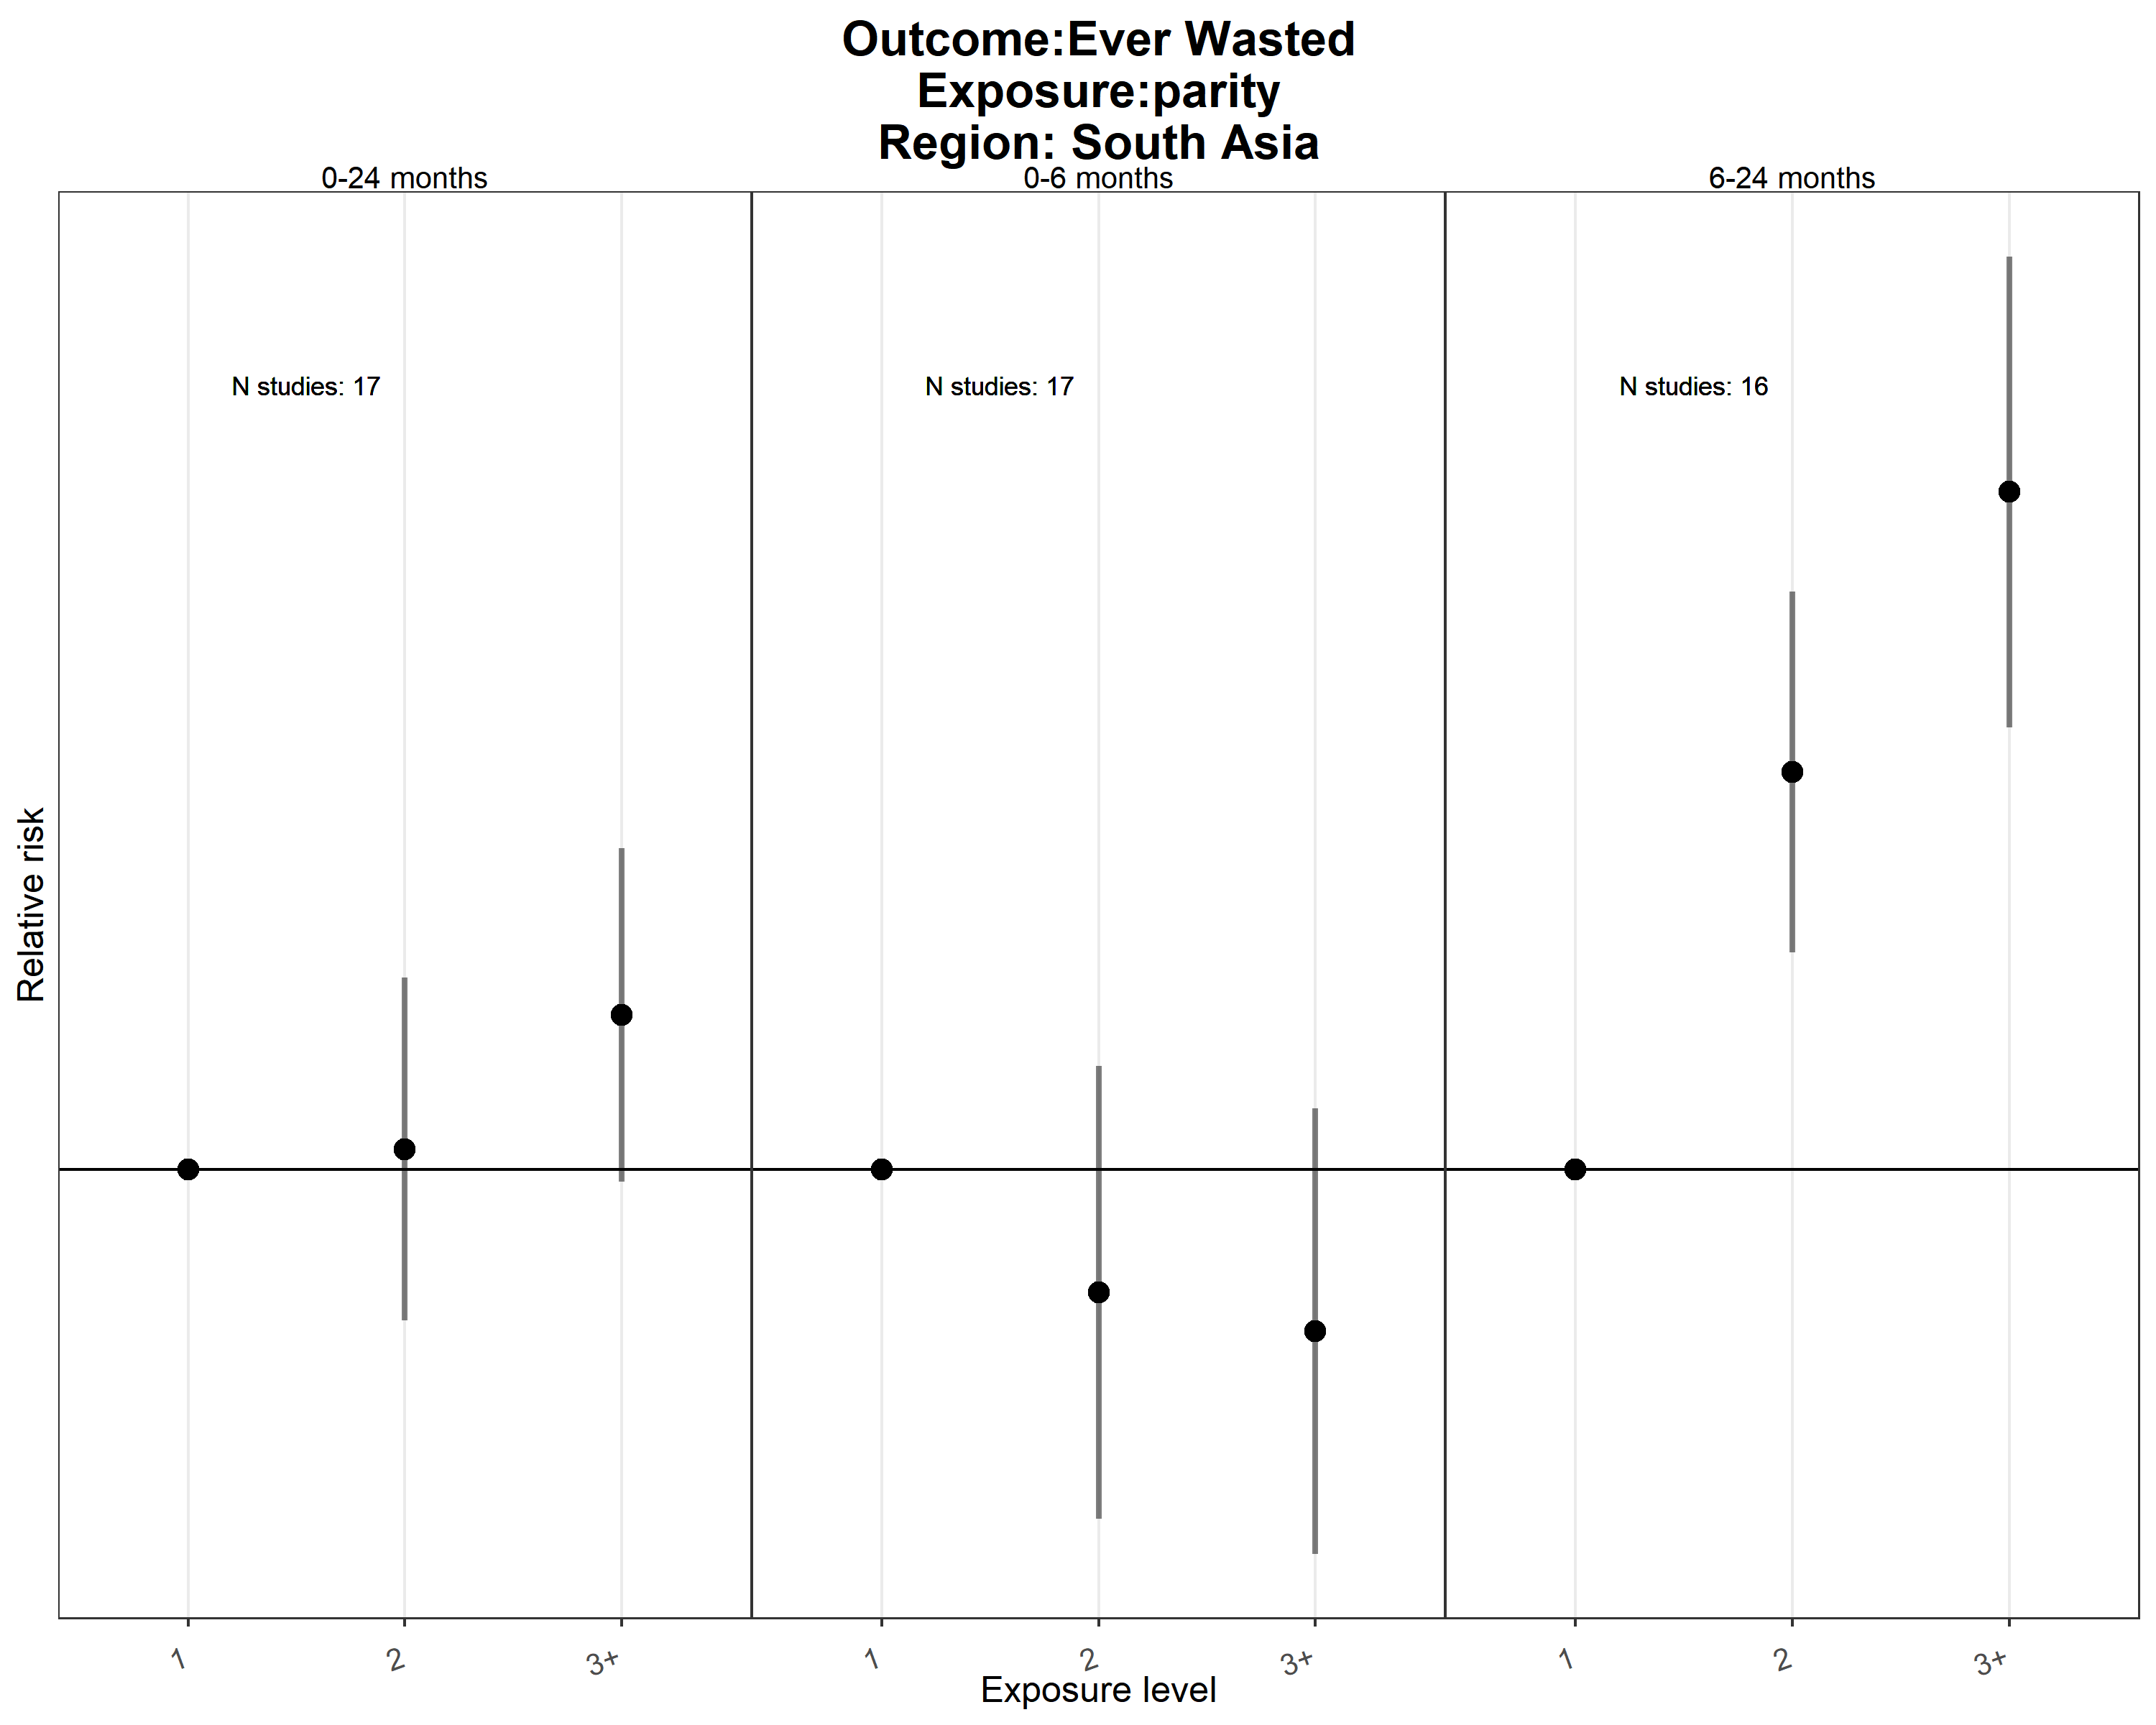 Outcome:Ever Wasted
Exposure:parity
Region: South Asia
0-24 months
0-6 months
6-24 months
N studies: 17
N studies: 17
N studies: 16
Relative risk
1
2
3+
1
2
3+
1
2
3+
Exposure level